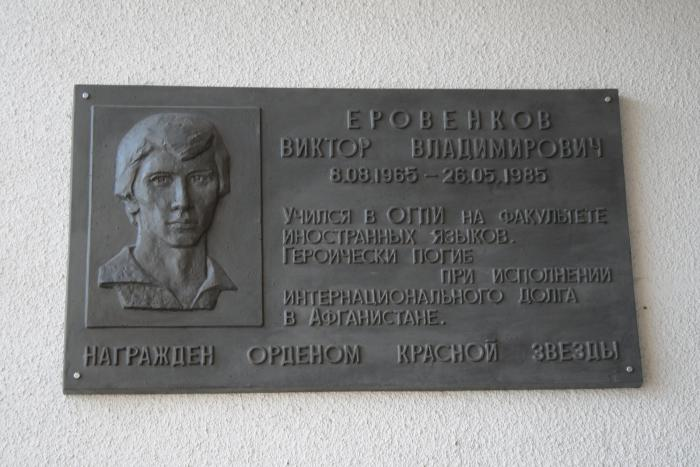 ЕРОВЕНКОВ
ВИКТОР ВЛАДИМИРОВИЧ
8.08.1965 — 26.05.1985
Учился в ОГПИ на факультете
иностранных языков.
Героически погиб
при исполнении
интернационального долга
в Афганистане.
НАГРАЖДЕН ОРДЕНОМ КРАСНОЙ ЗВЕЗДЫ